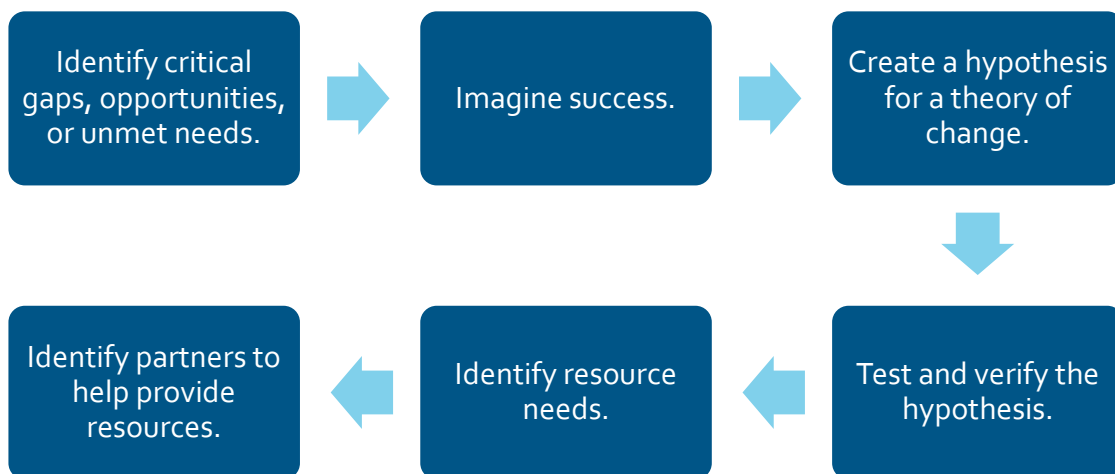 Identify critical
gaps, opportunities,
or unmet needs.
Imagine success.
Create a hypothesis
for a theory of
change.
Test and verify the
hypothesis.
Identify resource
needs.
Identify partners to
help provide
resources.